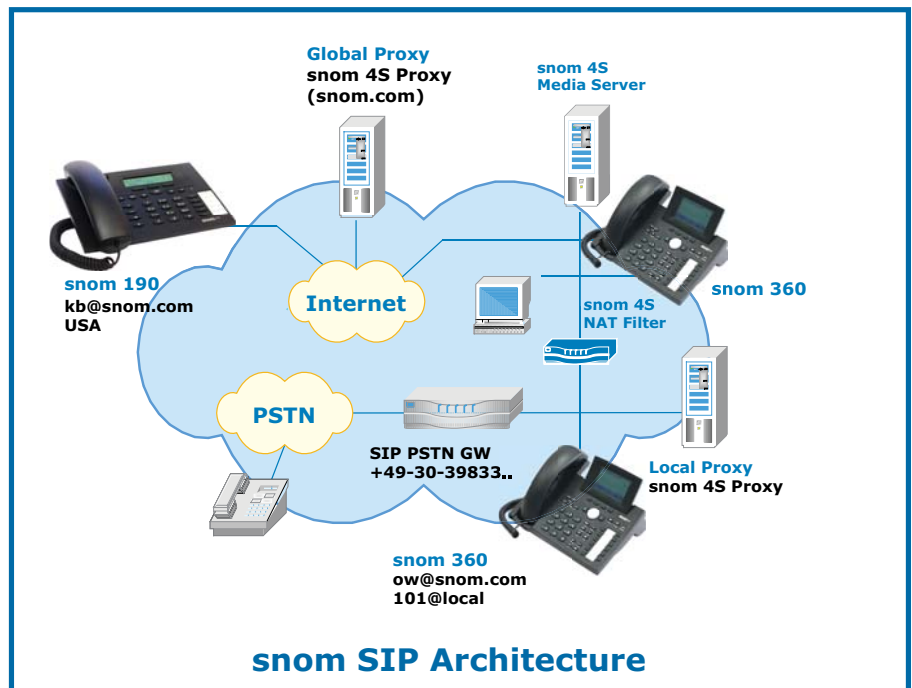 Global Proxy
snom 4S Proxy
(snom.com)
snom 4S
Media Server
snom 190
kb@snom.com
USA
Internet
snom 360
snom 4S
NAT Filter
PSTN
SIP PSTN GW
+49-30-39833..
Local Proxy
snom 4S Proxy
snom 360
ow@snom.com
101@local
snom SIP Architecture